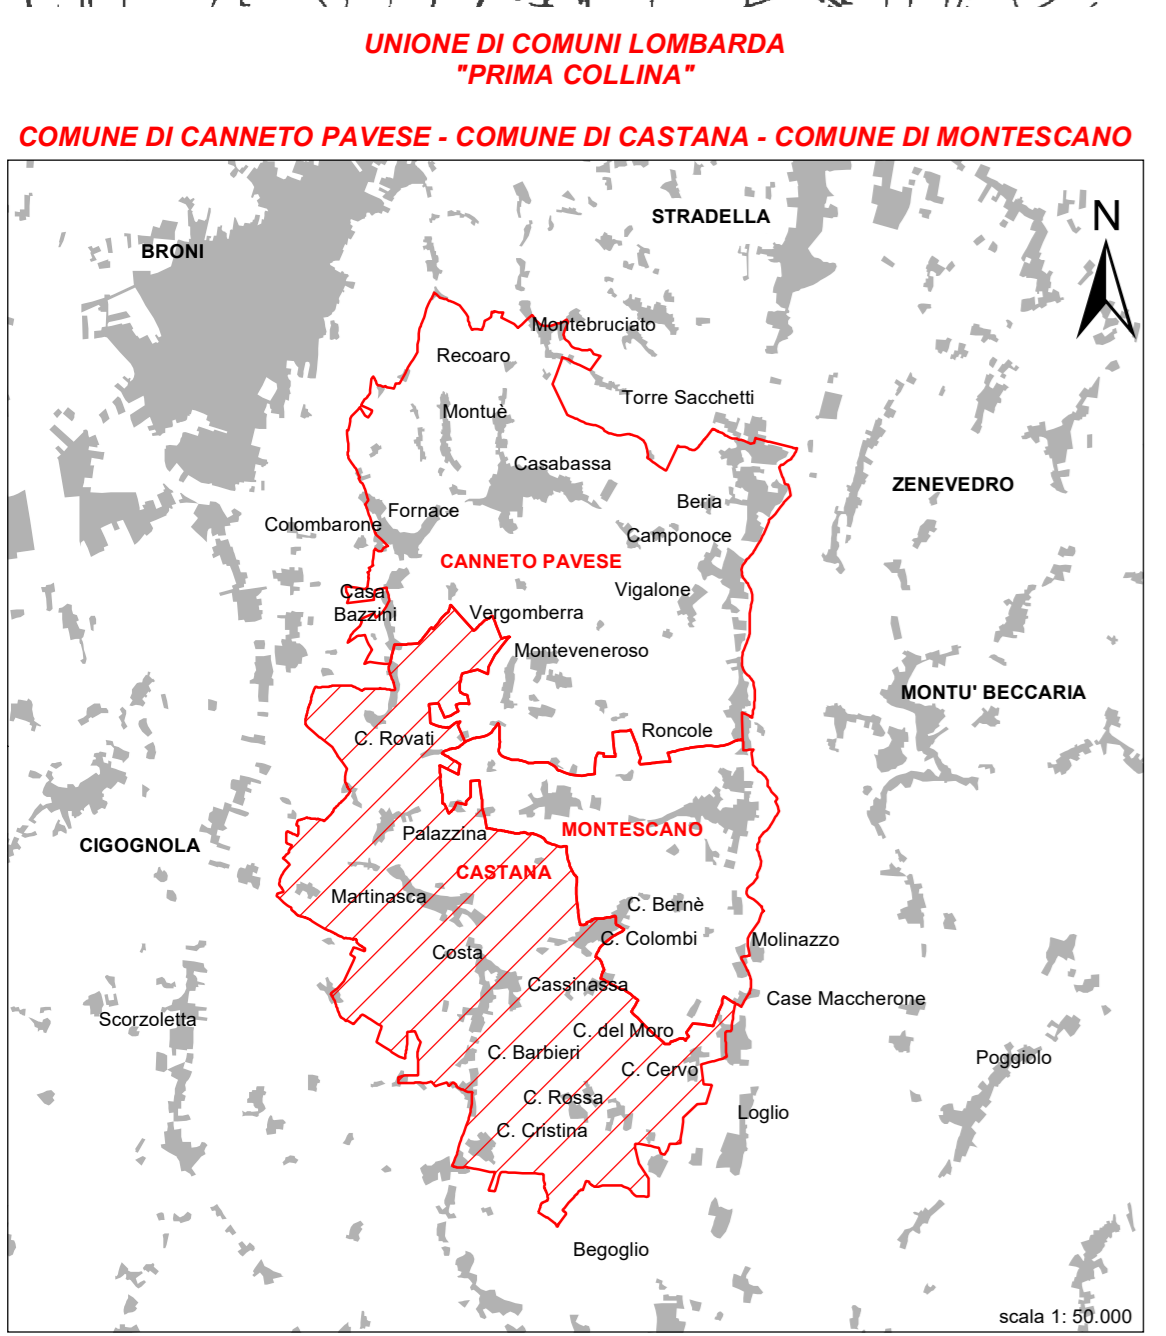 UNIONE DI COMUNI LOMBARDA
"PRIMA COLLINA"
COMUNE DI CANNETO PAVESE - COMUNE DI CASTANA - COMUNE DI MONTESCANO
STRADELLA
N
BRONI
Montebruciato
Recoaro
Torre Sacchetti
Montuè
Casabassa
ZENEVEDRO
Beria
Fornace
Colombarone
Camponoce
CANNETO PAVESE
Casa
Bazzini
Vigalone
Vergomberra
Monteveneroso
MONTU' BECCARIA
Roncole
C. Rovati
MONTESCANO
Palazzina
CIGOGNOLA
CASTANA
Martinasca
C. Bernè
C. Colombi
Molinazzo
Costa
Cassinassa
Case Maccherone
Scorzoletta
C. del Moro
C. Barbieri
Poggiolo
C. Cervo
C. Rossa
Loglio
C. Cristina
Begoglio
scala 1: 50.000